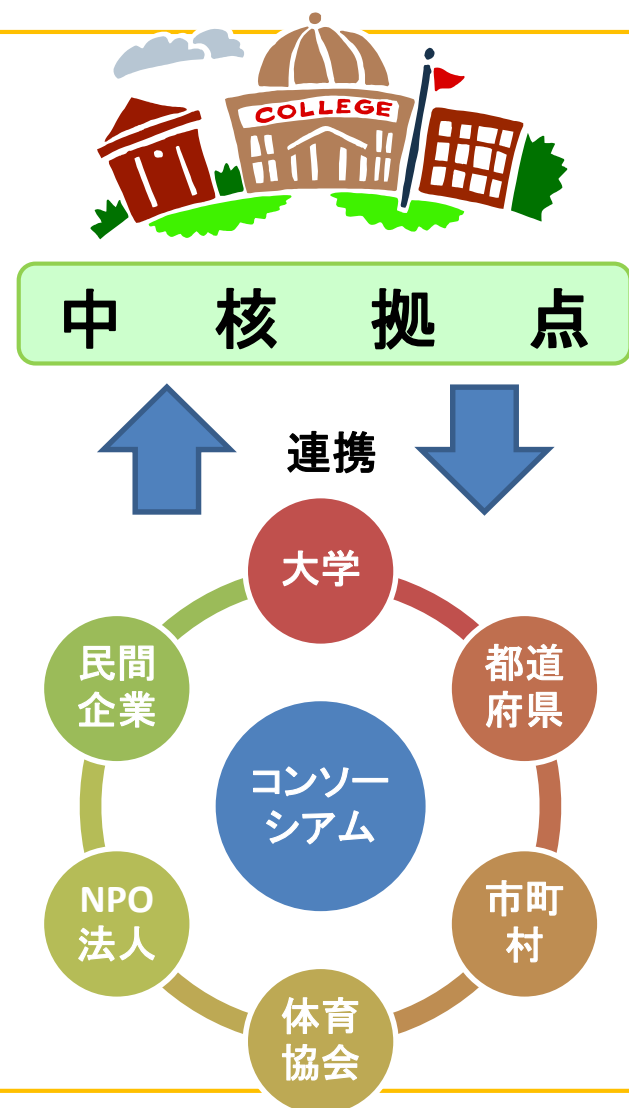 COLLEGE
中核拠点
連携
大学
民間
企業
都道
府県
コンソー
シアム
NPO
法人
市町
村
体育
協会